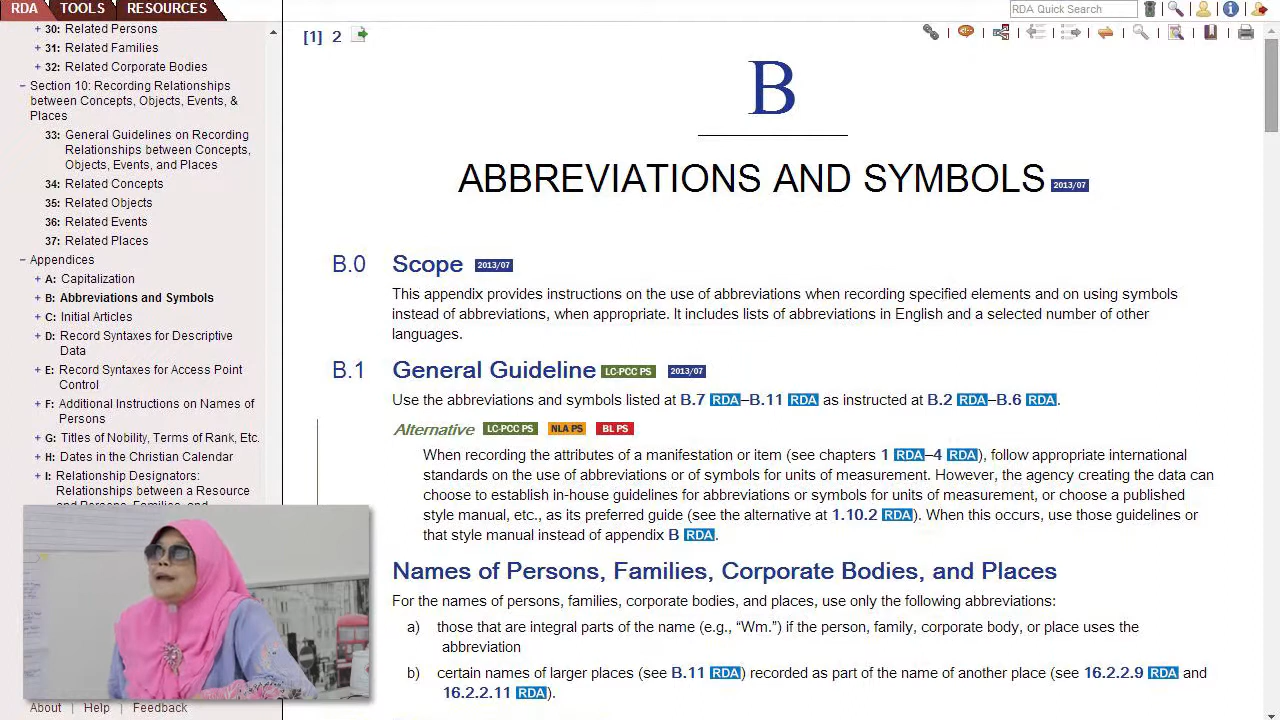 RDA TOOLS RESOURCES
RDA Quick Search
30: Related Persons
31: Related Families
32: Related Corporate Bodies
Section 10: Recording Relationships
between Concepts, Objects, Events, &
Places
33: General Guidelines on Recording
Relationships between Concepts,
Objects, Events, and Places
34: Related Concepts
35: Related Objects
36: Related Events
37: Related Places
Appendices
A: Capitalization
B: Abbreviations and Symbols
C: Initial Articles
D: Record Syntaxes for Descriptive
Data
E: Record Syntaxes for Access Point
Control
F: Additional Instructions on Names of
Persons
G: Titles of Nobility, Terms of Rank, Etc.
H: Dates in the Christian Calendar
I: Relationship Designators:
Relationships between a Resource
and Persons, Families, and
About Help Feedback
[1] 2
B
ABBREVIATIONS AND SYMBOLS 2013/07
B.0 Scope 2013/07
This appendix provides instructions on the use of abbreviations when recording specified elements and on using symbols
instead of abbreviations, when appropriate. It includes lists of abbreviations in English and a selected number of other
languages.
B.1 General Guideline LC-PCC PS 2013/07
Use the abbreviations and symbols listed at B.7 RDA–B.11 RDA as instructed at B.2 RDA–B.6 RDA.
Alternative LC-PCC PS NLA PS BL PS
When recording the attributes of a manifestation or item (see chapters 1 RDA–4 RDA), follow appropriate international
standards on the use of abbreviations or of symbols for units of measurement. However, the agency creating the data can
choose to establish in-house guidelines for abbreviations or symbols for units of measurement, or choose a published
style manual, etc., as its preferred guide (see the alternative at 1.10.2 RDA). When this occurs, use those guidelines or
that style manual instead of appendix B RDA.
Names of Persons, Families, Corporate Bodies, and Places
For the names of persons, families, corporate bodies, and places, use only the following abbreviations:
a) those that are integral parts of the name (e.g., “Wm.”) if the person, family, corporate body, or place uses the
abbreviation
b) certain names of larger places (see B.11 RDA) recorded as part of the name of another place (see 16.2.2.9 RDA and
16.2.2.11 RDA).